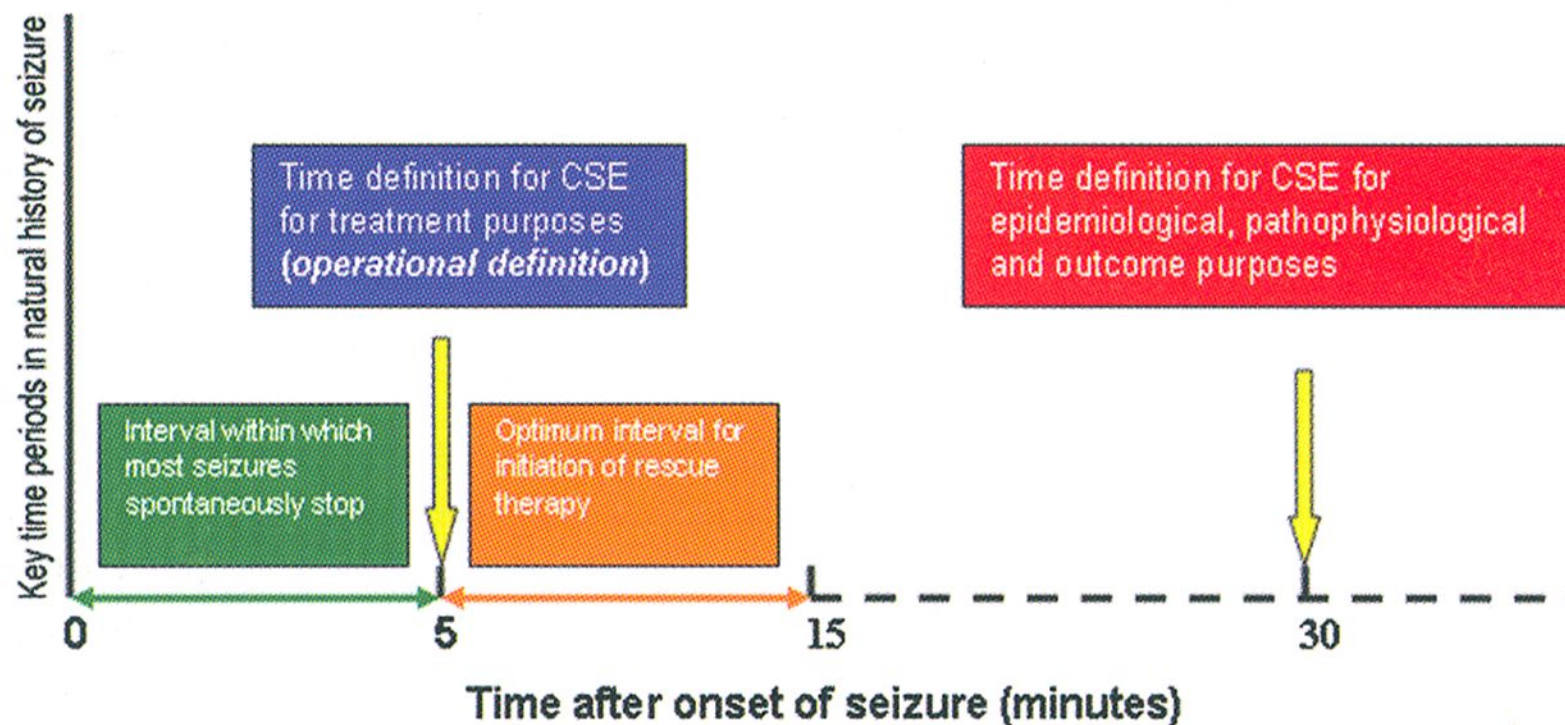 Key time periods in natural history of seizure
Time definition for CSE
for treatment purposes
(operational definition)
Time definition for CSE for
epidemiological, pathophysiological
and outcome purposes
Interval within which
most seizures
spontaneously stop
Optimum interval for
initiation of rescue
therapy
0
5
15
30
Time after onset of seizure (minutes)